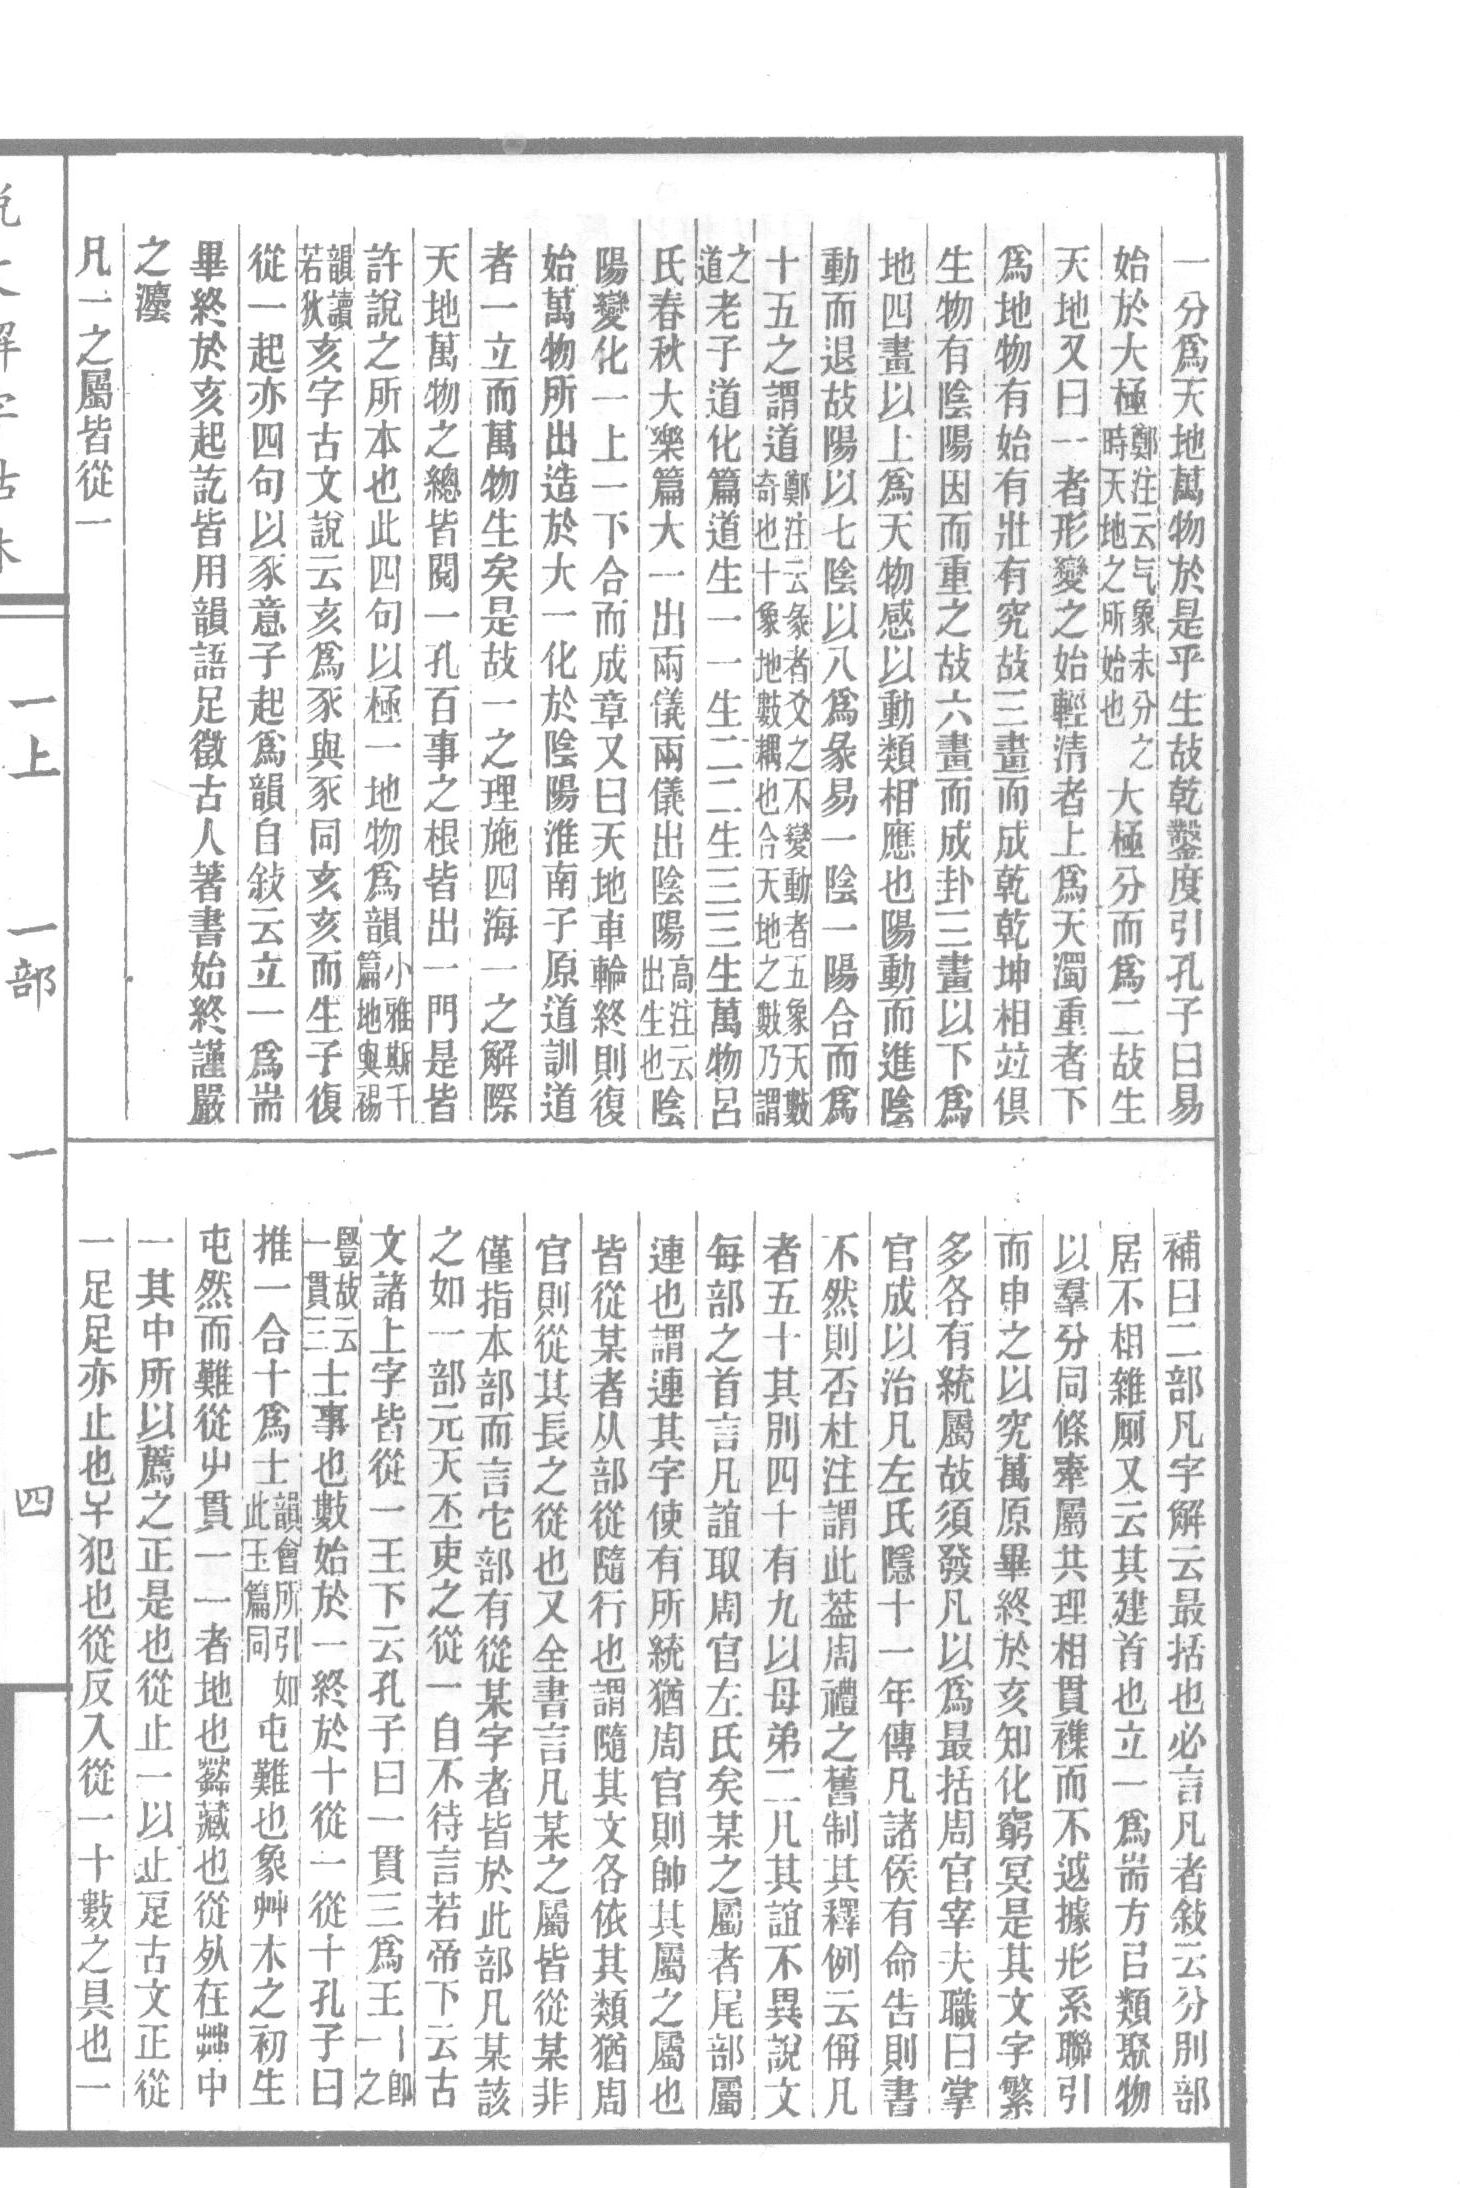 一分爲天地萬物於是乎生故乾鑿度引孔子曰易
始於大極鄭注云气象未分之時天地之所始也大極分而爲二故生
天地又曰一者形變之始輕清者上爲天濁重者下
爲地物有始有壯有究故三畫而成乾乾坤相竝俱
生物有陰陽因而重之故六畫而成卦三畫以下爲
地四畫以上爲天物感以動類相應也陽動而進陰
動而退故陽以七陰以八爲彖易一陰一陽合而爲
十五之謂道鄭注云彖者爻之不變動者五象天數奇也十象地數耦也合天地之數乃謂
之道老子道化篇道生一一生二二生三三生萬物呂
氏春秋大樂篇大一出兩儀兩儀出陰陽高注云出生也陰
陽變化一上一下合而成章又曰天地車輪終則復
始萬物所出造於大一化於陰陽淮南子原道訓道
者一立而萬物生矣是故一之理施四海一之解際
天地萬物之總皆閱一孔百事之根皆出一門是皆
許說之所本也此四句以極一地物爲韻小雅斯干篇地與裼
韻讀若狄亥字古文說云亥爲豕與豕同亥亥而生子復
從一起亦四句以豕意子起爲韻自敍云立一爲耑
畢終於亥起訖皆用韻語足徵古人著書始終謹嚴
之灋
凡一之屬皆從一
補曰二部凡字解云最括也必言凡者敍云分別部
居不相雜厠又云其建首也立一爲耑方㠯類聚物
以羣分同條牽屬共理相貫襍而不逾據形系聯引
而申之以究萬原畢終於亥知化窮冥是其文字繁
多各有統屬故須發凡以爲最括周官宰夫職曰掌
官成以治凡左氏隱十一年傳凡諸侯有命告則書
不然則否杜注謂此葢周禮之舊制其釋例云偁凡
者五十其別四十有九以母弟二凡其誼不異說文
每部之首言凡誼取周官左氏矣某之屬者尾部屬
連也謂連其字使有所統猶周官則帥其屬之屬也
皆從某者从部從隨行也謂隨其文各依其類猶周
官則從其長之從也又全書言凡某之屬皆從某非
僅指本部而言它部有從某字者皆於此部凡某該
之如一部元天丕吏之從一自不待言若帝下云古
文諸上字皆從一王下云孔子曰一貫三爲王丨卽一之
豎故云一貫三士事也數始於一終於十從一從十孔子曰
推一合十爲士韻會所引如此玉篇同屯難也象艸木之初生
屯然而難從屮貫一一者地也葬藏也從死在茻中
一其中所以薦之正是也從止一以止𤴓古文正從
一足足亦止也𢆉犯也從反入從一十數之具也一
一上　一部　一
四